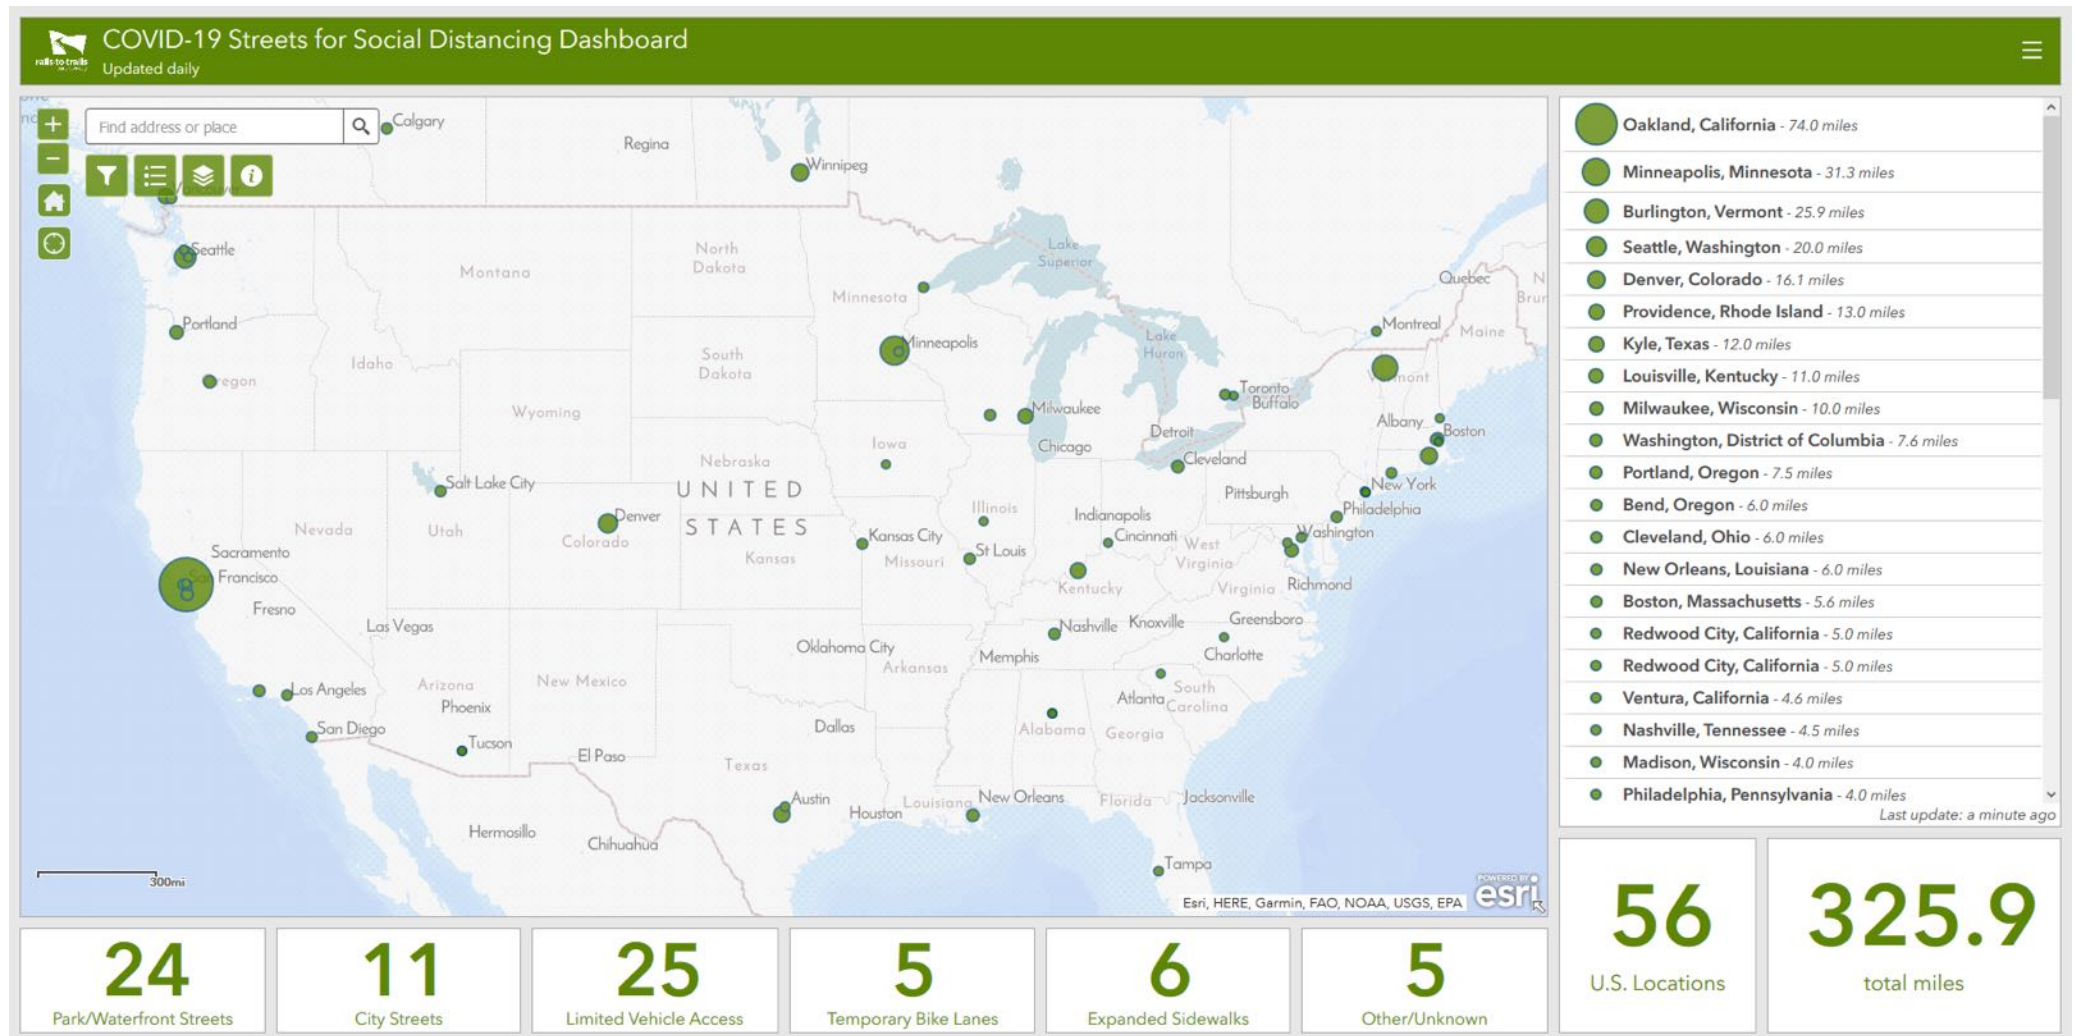 COVID-19 Streets for Social Distancing Dashboard
rails-to-trails
Updated daily
Find address or place
Calgary
Regina
Winnipeg
Vancouver
Seattle
Montana
North
Dakota
Lake
Superior
Minnesota
Quebec
N
Brun
Portland
Montreal
Maine
Idaho
South
Dakota
Minneapolis
Lake
Huron
Oregon
Vermont
Toronto
Buffalo
Wyoming
Milwaukee
Albany
Boston
Detroit
Chicago
Iowa
Cleveland
Nebraska
Salt Lake City
UNITED
STATES
New York
Pittsburgh
Philadelphia
Illinois
Indianapolis
Denver
Nevada
Utah
Colorado
Kansas City
Cincinnati
West
Virginia
Washington
Sacramento
San Francisco
Kansas
Missouri
St Louis
Kentucky
Virginia
Richmond
Fresno
Las Vegas
Nashville
Knoxville
Greensboro
Oklahoma City
Arkansas
Memphis
Charlotte
Los Angeles
Arizona
Phoenix
New Mexico
Atlanta
South
Carolina
San Diego
Dallas
Alabama
Georgia
Tucson
El Paso
Texas
Austin
Houston
Louisiana
New Orleans
Florida
Jacksonville
Hermosillo
Chihuahua
Tampa
300mi
Esri, HERE, Garmin, FAO, NOAA, USGS, EPA
POWERED BY
esri
Oakland, California - 74.0 miles
Minneapolis, Minnesota - 31.3 miles
Burlington, Vermont - 25.9 miles
Seattle, Washington - 20.0 miles
Denver, Colorado - 16.1 miles
Providence, Rhode Island - 13.0 miles
Kyle, Texas - 12.0 miles
Louisville, Kentucky - 11.0 miles
Milwaukee, Wisconsin - 10.0 miles
Washington, District of Columbia - 7.6 miles
Portland, Oregon - 7.5 miles
Bend, Oregon - 6.0 miles
Cleveland, Ohio - 6.0 miles
New Orleans, Louisiana - 6.0 miles
Boston, Massachusetts - 5.6 miles
Redwood City, California - 5.0 miles
Redwood City, California - 5.0 miles
Ventura, California - 4.6 miles
Nashville, Tennessee - 4.5 miles
Madison, Wisconsin - 4.0 miles
Philadelphia, Pennsylvania - 4.0 miles
Last update: a minute ago
24
Park/Waterfront Streets
11
City Streets
25
Limited Vehicle Access
5
Temporary Bike Lanes
6
Expanded Sidewalks
5
Other/Unknown
56
U.S. Locations
325.9
total miles